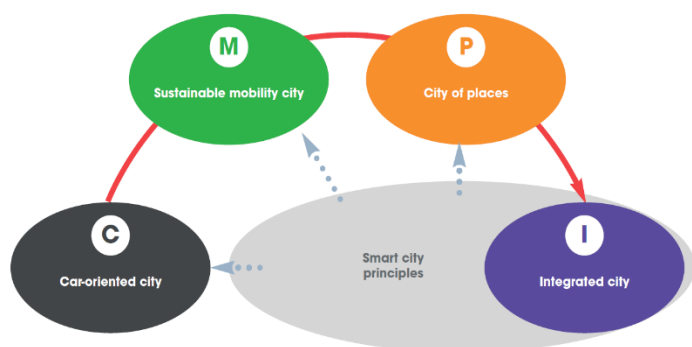 M
Sustainable mobility city
P
City of places
C
Car-oriented city
Smart city
principles
I
Integrated city